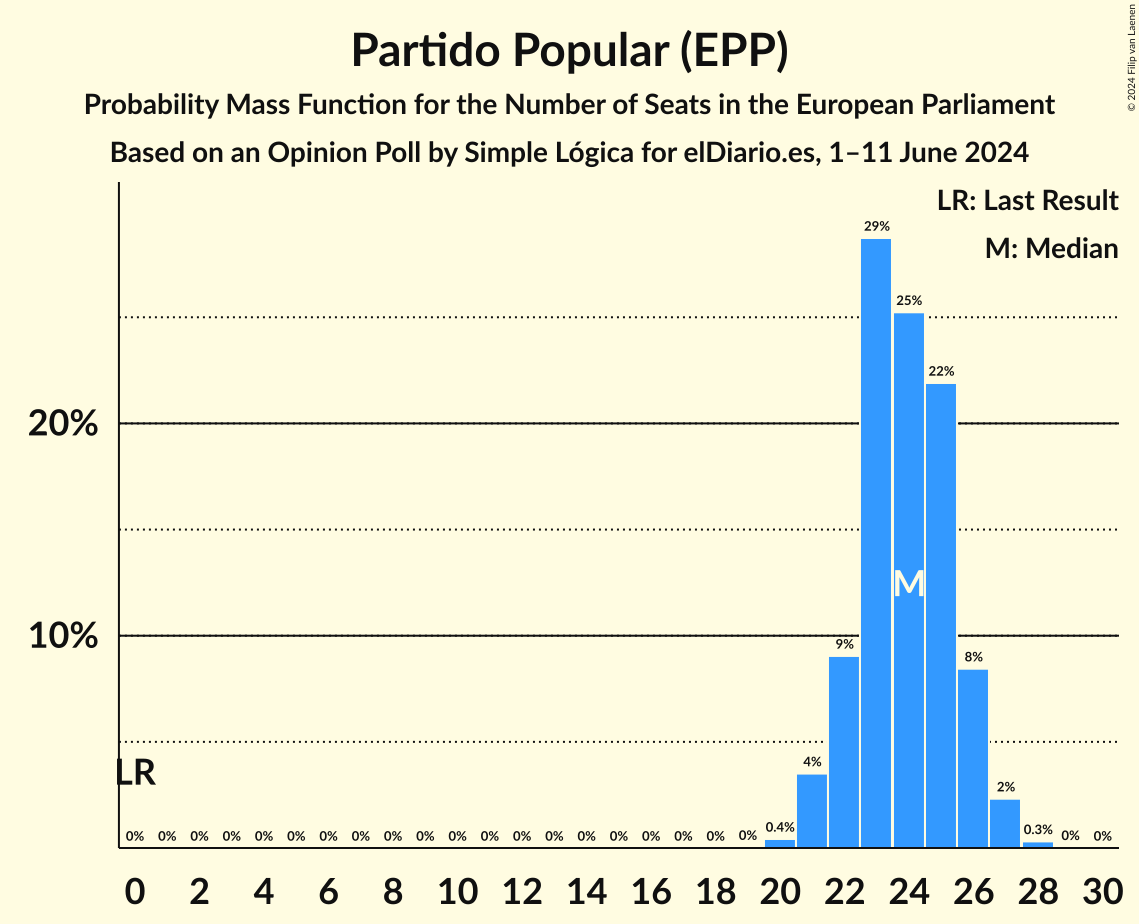 Partido Popular (EPP)
Probability Mass Function for the Number of Seats in the European Parliament
Based on an Opinion Poll by Simple Lógica for elDiario.es, 1–11 June 2024
© 2024 Filip van Laenen
LR: Last Result
M: Median
29%
25%
22%
20%
M
10%
9%
8%
LR
4%
2%
0% 0% 0% 0% 0% 0% 0% 0% 0% 0% 0% 0% 0% 0% 0% 0% 0% 0% 0% 0% 0.4% 0.3% 0% 0%
0 2 4 6 8 10 12 14 16 18 20 22 24 26 28 30